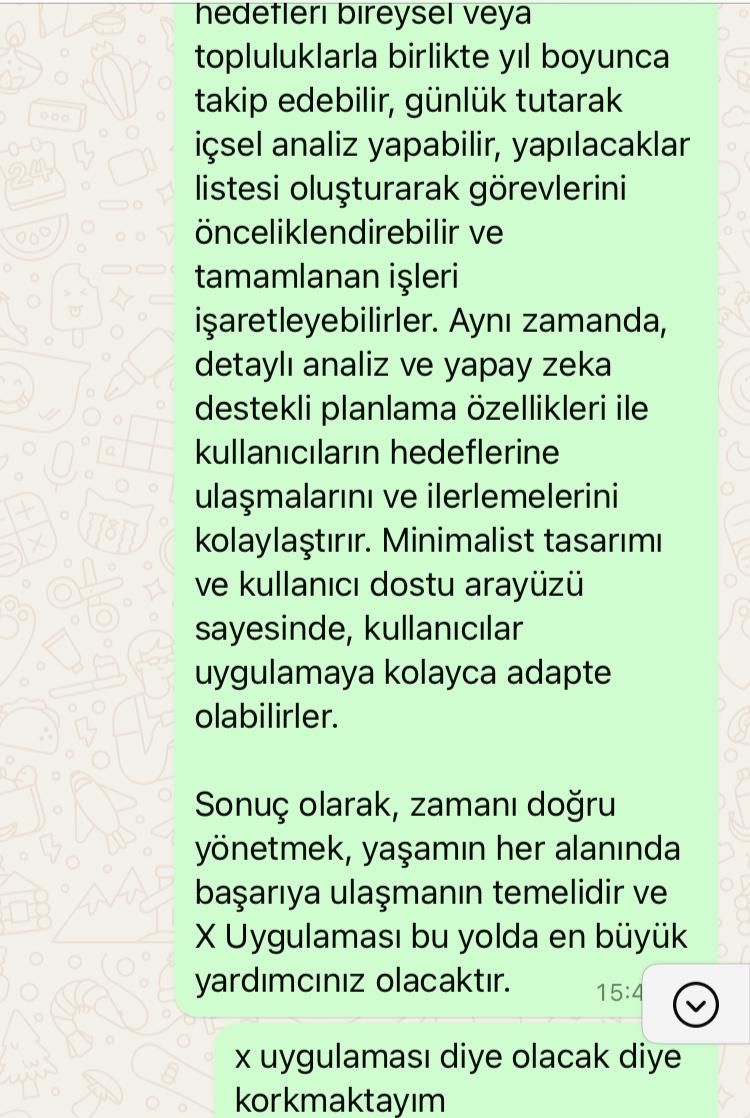 hedefleri bireysel veya
topluluklarla birlikte yıl boyunca
takip edebilir, günlük tutarak
içsel analiz yapabilir, yapılacaklar
listesi oluşturarak görevlerini
önceliklendirebilir ve
tamamlanan işleri
işaretleyebilirler. Aynı zamanda,
detaylı analiz ve yapay zeka
destekli planlama özellikleri ile
kullanıcıların hedeflerine
ulaşmalarını ve ilerlemelerini
kolaylaştırır. Minimalist tasarımı
ve kullanıcı dostu arayüzü
sayesinde, kullanıcılar
uygulamaya kolayca adapte
olabilirler.
Sonuç olarak, zamanı doğru
yönetmek, yaşamın her alanında
başarıya ulaşmanın temelidir ve
X Uygulaması bu yolda en büyük
yardımcınız olacaktır.
15:4
x uygulaması diye olacak diye
korkmaktayım